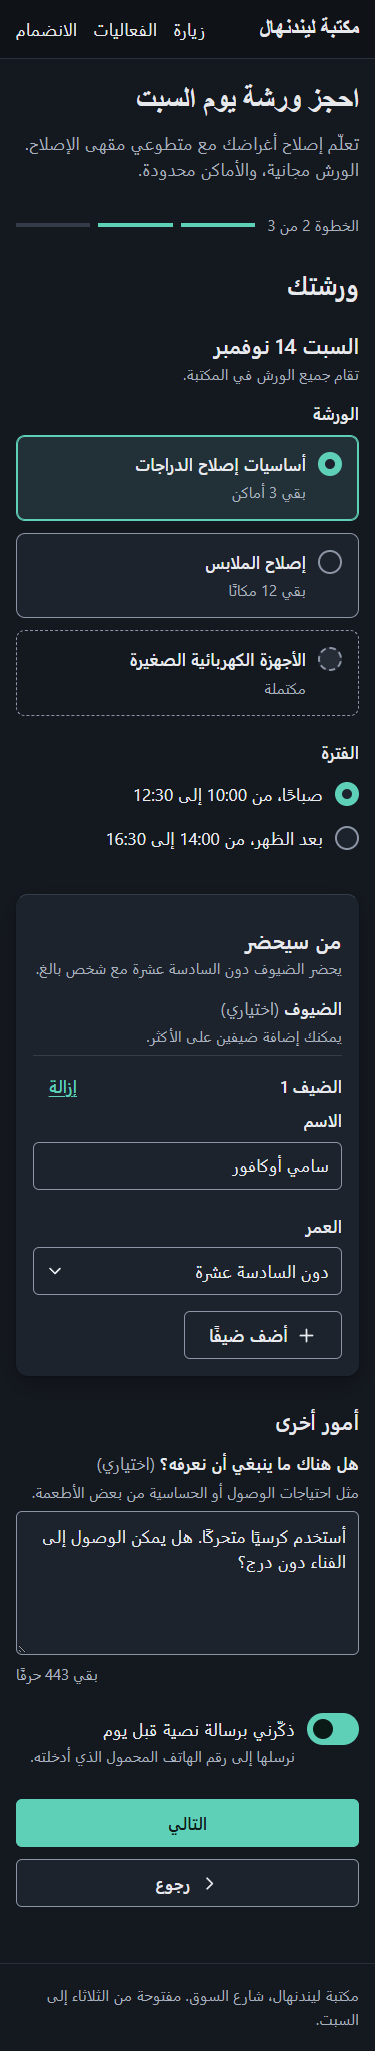 مكتبة ليندنهال
زيارة
الفعاليات
الانضمام
احجز ورشة يوم السبت
تعلّم إصلاح أغراضك مع متطوعي مقهى الإصلاح.
الورش مجانية، والأماكن محدودة.
الخطوة 2 من 3
ورشتك
السبت 14 نوفمبر
تقام جميع الورش في المكتبة.
الورشة
أساسيات إصلاح الدراجات
بقي 3 أماكن
إصلاح الملابس
بقي 12 مكانًا
الأجهزة الكهربائية الصغيرة
مكتملة
الفترة
صباحًا، من 10:00 إلى 12:30
بعد الظهر، من 14:00 إلى 16:30
من سيحضر
يحضر الضيوف دون السادسة عشرة مع شخص بالغ.
الضيوف (اختياري)
يمكنك إضافة ضيفين على الأكثر.
الضيف 1
إزالة
الاسم
سامي أوكافور
العمر
دون السادسة عشرة
أضف ضيفًا
أمور أخرى
هل هناك ما ينبغي أن نعرفه؟ (اختياري)
مثل احتياجات الوصول أو الحساسية من بعض الأطعمة.
أستخدم كرسيًا متحركًا. هل يمكن الوصول إلى
الفناء دون درج؟
بقي 443 حرفًا
ذكّرني برسالة نصية قبل يوم
نرسلها إلى رقم الهاتف المحمول الذي أدخلته.
التالي
رجوع
مكتبة ليندنهال، شارع السوق. مفتوحة من الثلاثاء إلى
السبت.